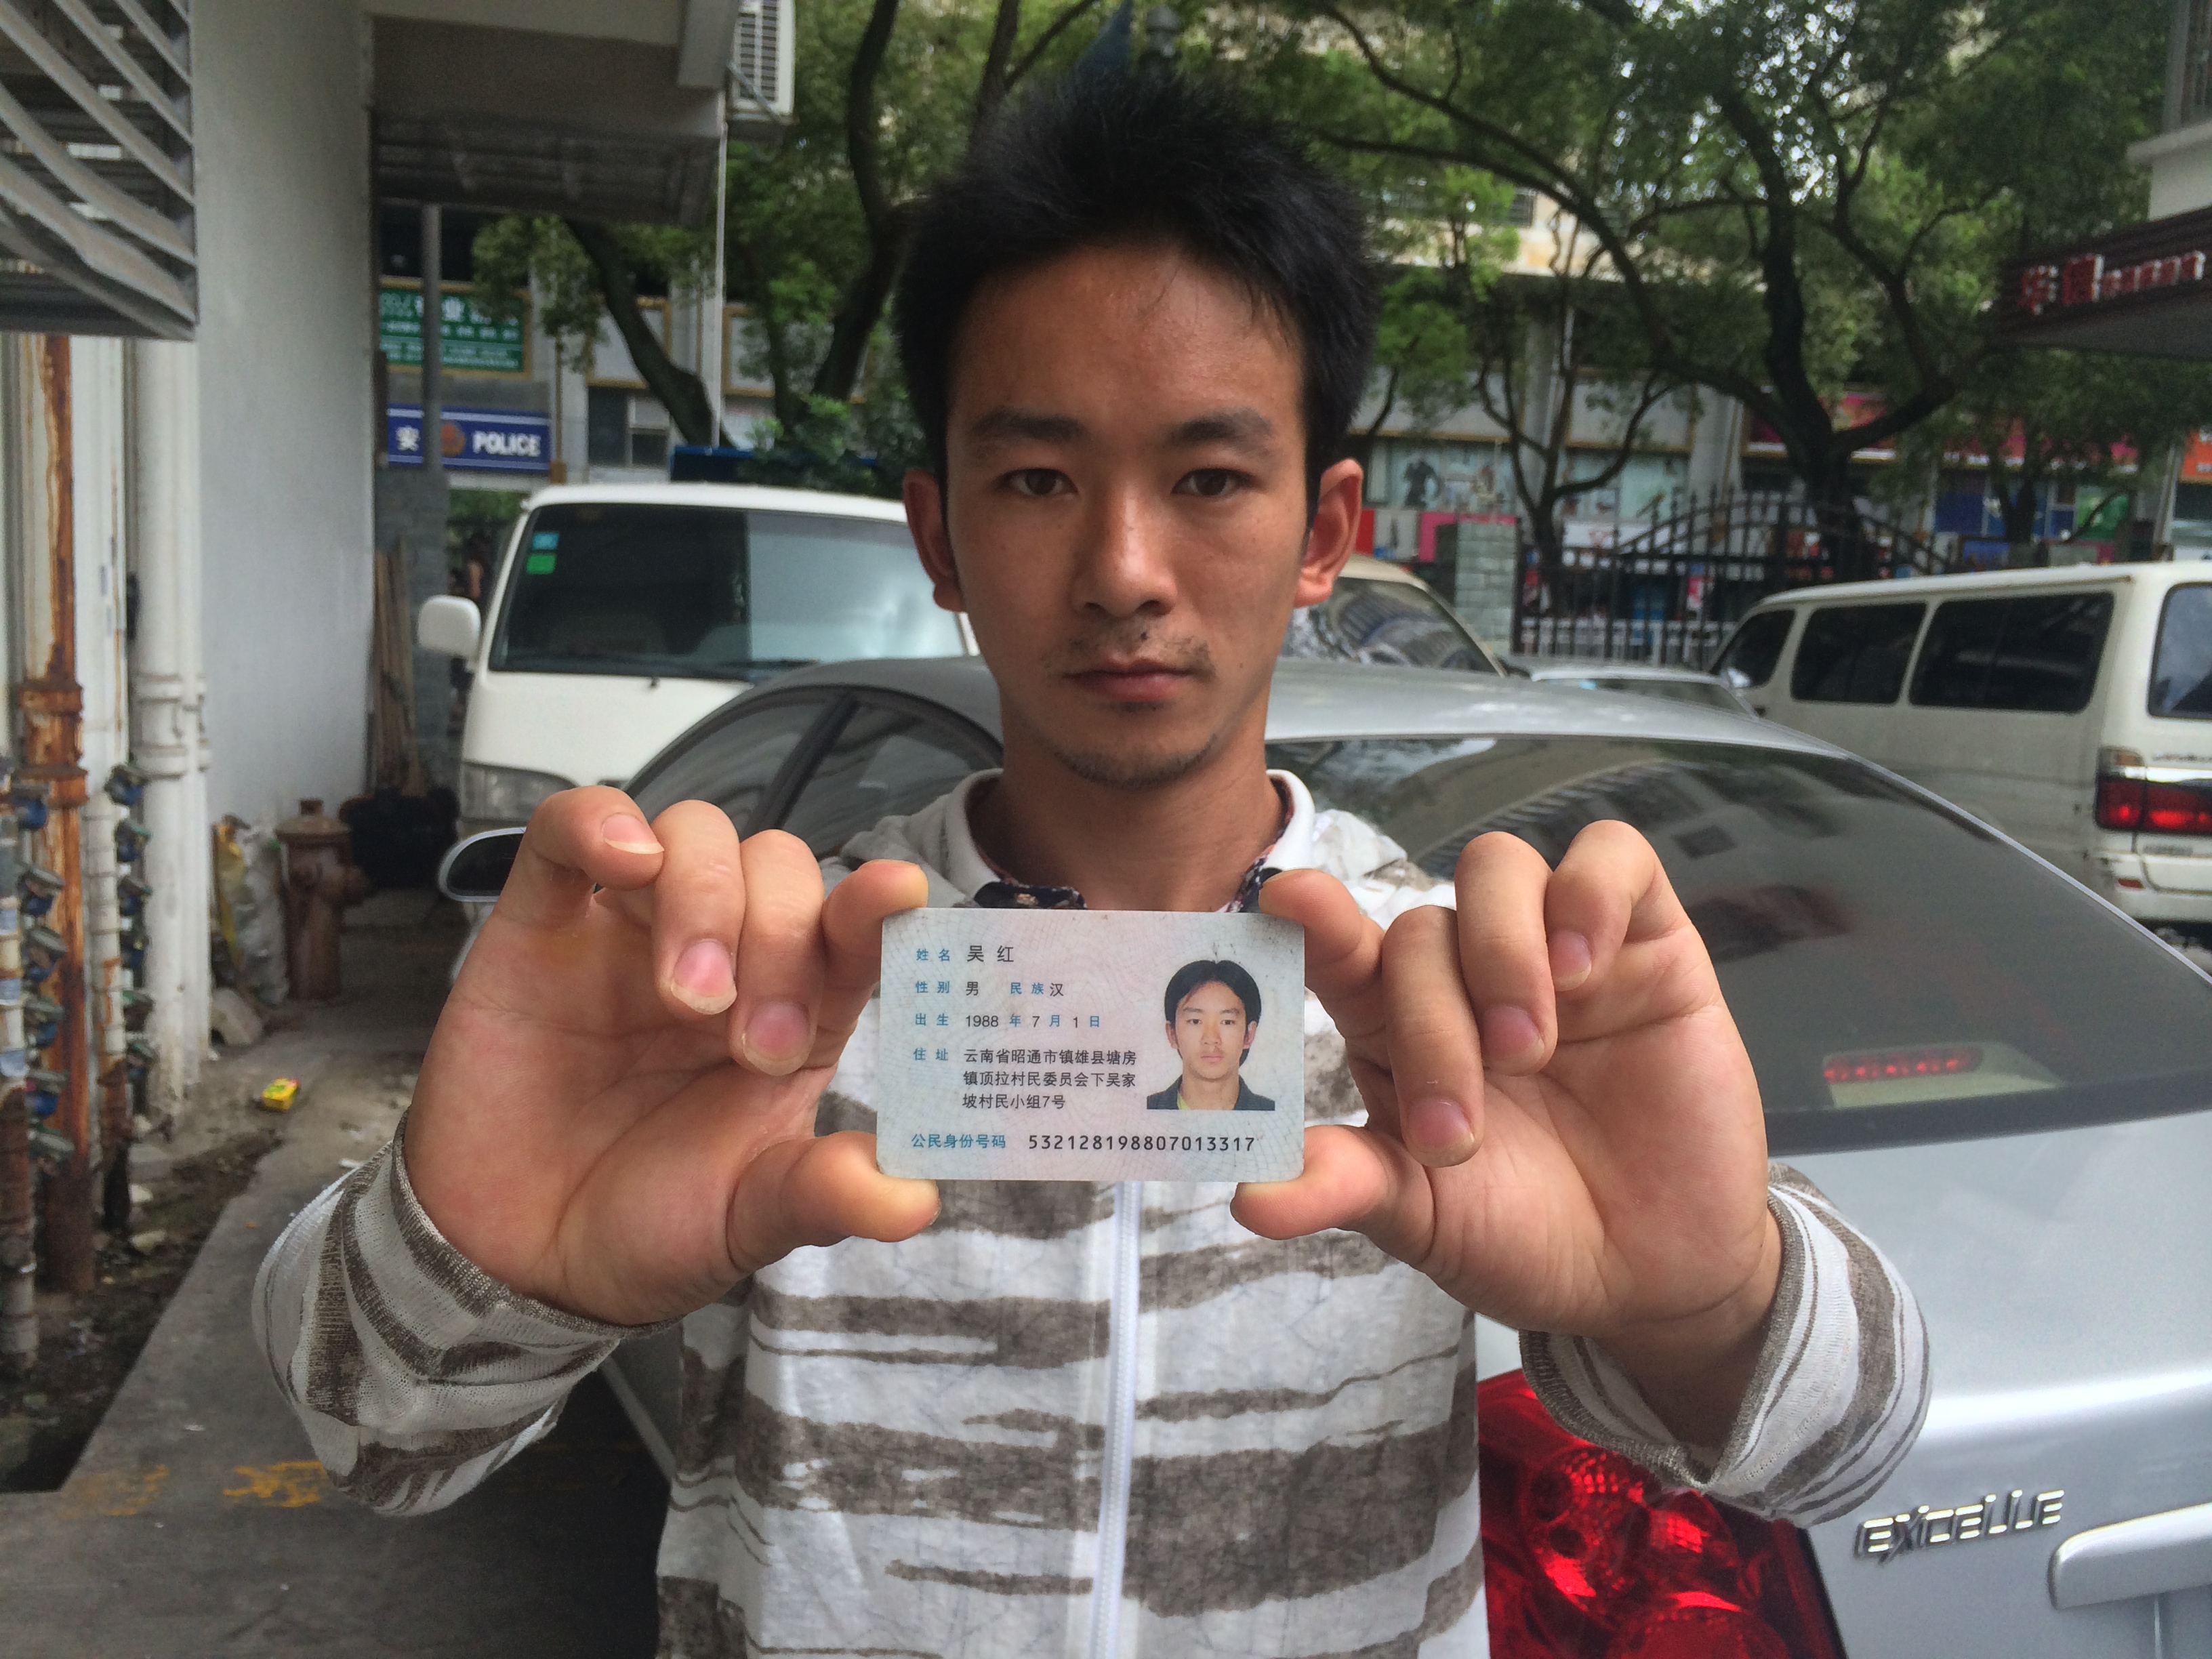 安 POLICE
华信
姓名 吴红
性别 男 民族 汉
出生 1988 年 7 月 1 日
住址 云南省昭通市镇雄县塘房
镇顶拉村民委员会下吴家
坡村民小组7号
公民身份号码 532128198807013317
EXCELLE